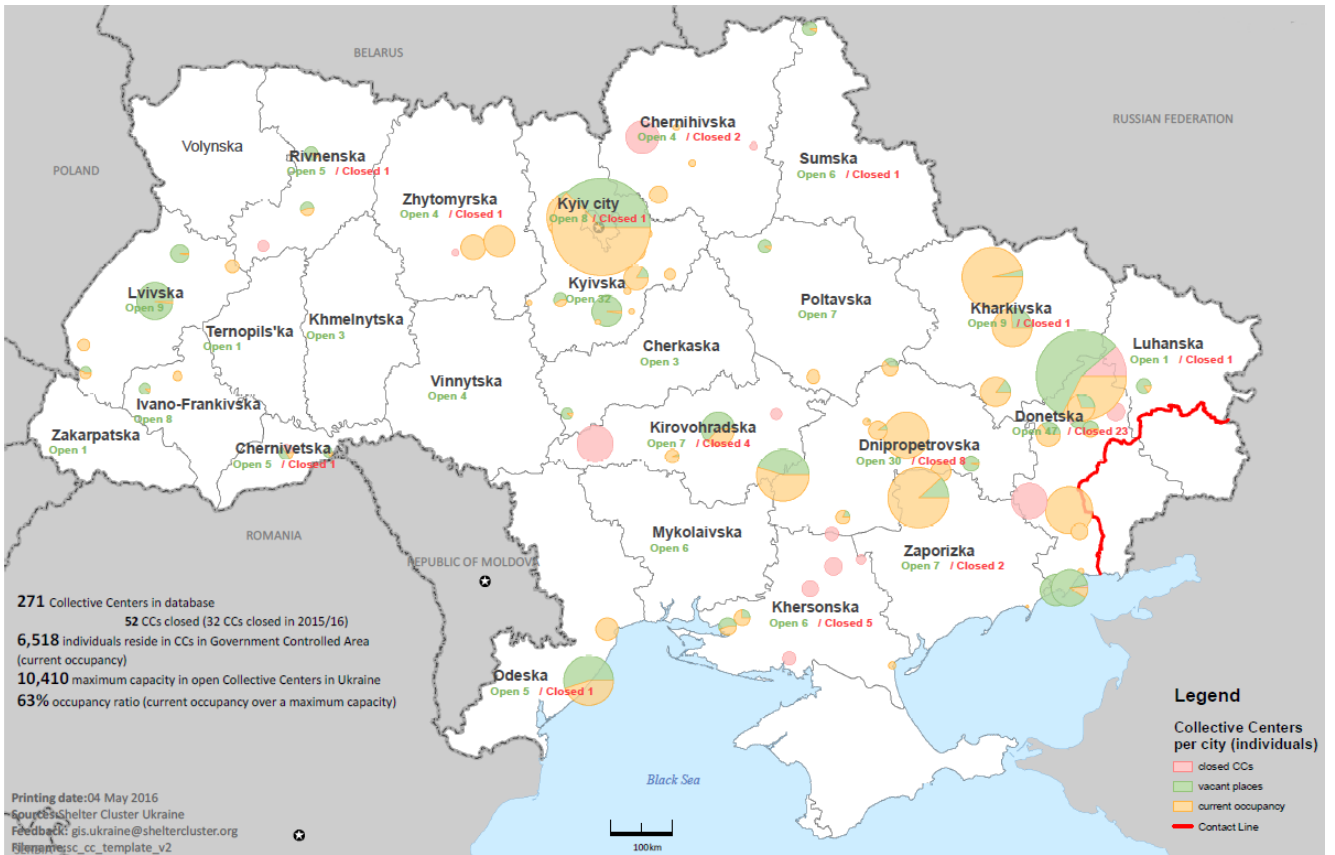 BELARUS
RUSSIAN FEDERATION
POLAND
Volynska
Rivnenska
Open 5 / Closed 1
Zhytomyrska
Open 4 / Closed 1
Chernihivska
Open 4 / Closed 2
Sumska
Open 6 / Closed 1
Kyiv city
Open 8 / Closed 1
Kyivska
Open 32
Lvivska
Open 9
Ternopils'ka
Open 1
Khmelnytska
Open 3
Poltavska
Open 7
Kharkivska
Open 9 / Closed 1
Luhanska
Open 1 / Closed 1
Cherkaska
Open 3
Vinnytska
Open 4
Ivano-Frankivska
Open 8
Zakarpatska
Open 1
Chernivetska
Open 5 / Closed 1
Kirovohradska
Open 7 / Closed 4
Dnipropetrovska
Open 30 / Closed 8
Donetska
Open 47 / Closed 23
Mykolaivska
Open 6
Zaporizka
Open 7 / Closed 2
Khersonska
Open 6 / Closed 5
Odeska
Open 5 / Closed 1
ROMANIA
REPUBLIC OF MOLDOVA
Black Sea
271 Collective Centers in database
52 CCs closed (32 CCs closed in 2015/16)
6,518 individuals reside in CCs in Government Controlled Area
(current occupancy)
10,410 maximum capacity in open Collective Centers in Ukraine
63% occupancy ratio (current occupancy over a maximum capacity)
Printing date:04 May 2016
Sources:Shelter Cluster Ukraine
Feedback: gis.ukraine@sheltercluster.org
Filename:sc_cc_template_v2
100km
Legend
Collective Centers
per city (individuals)
closed CCs
vacant places
current occupancy
Contact Line